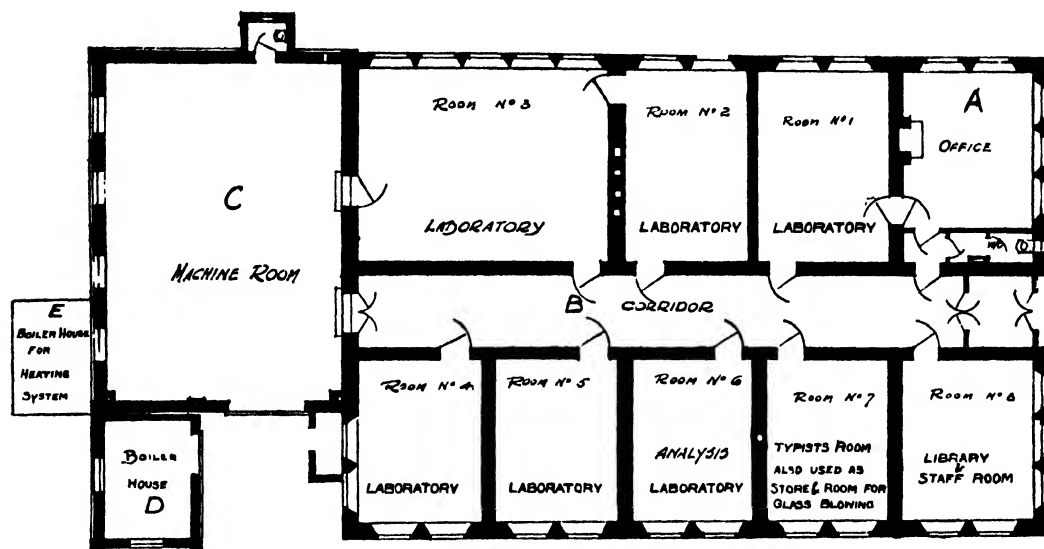 ROOM Nº 3
LABORATORY
ROOM Nº 2
LABORATORY
ROOM Nº 1
LABORATORY
A
OFFICE
WC
C
MACHINE ROOM
B
CORRIDOR
E
BOILER HOUSE
FOR
HEATING
SYSTEM
BOILER
HOUSE
D
ROOM Nº 4
LABORATORY
ROOM Nº 5
LABORATORY
ROOM Nº 6
ANALYSIS
LABORATORY
ROOM Nº 7
TYPISTS ROOM
ALSO USED AS
STORE & ROOM FOR
GLASS BLOWING
ROOM Nº 8
LIBRARY
&
STAFF ROOM